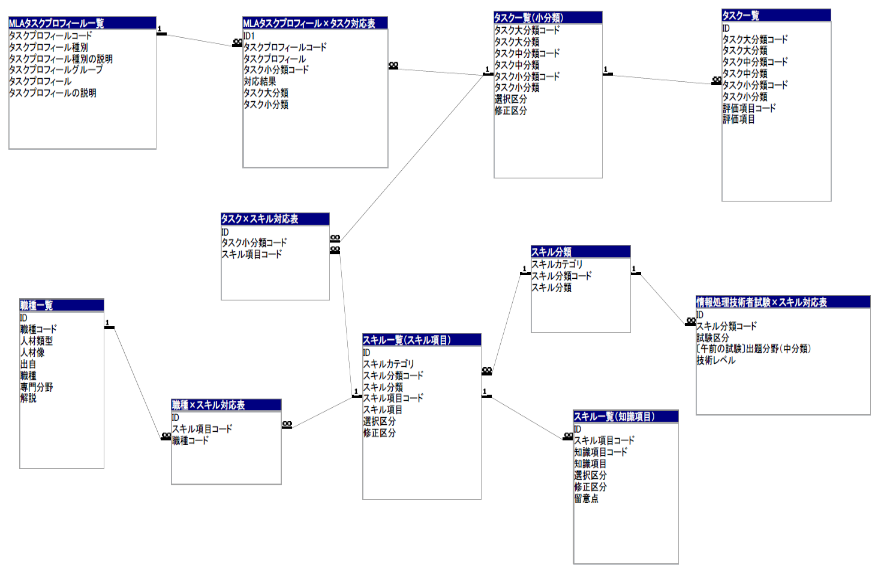 MLAタスクプロフィール一覧
タスクプロフィールコード
タスクプロフィール種別
タスクプロフィール種別の説明
タスクプロフィールグループ
タスクプロフィール
タスクプロフィールの説明
1
∞
MLAタスクプロフィール×タスク対応表
ID1
タスクプロフィールコード
タスクプロフィール
タスク小分類コード
対応結果
タスク大分類
タスク小分類
∞
1
タスク一覧(小分類)
タスク大分類コード
タスク大分類
タスク中分類コード
タスク中分類
タスク小分類コード
タスク小分類
選択区分
修正区分
1
∞
タスク一覧
ID
タスク大分類コード
タスク大分類
タスク中分類コード
タスク中分類
タスク小分類コード
タスク小分類
評価項目コード
評価項目
タスク×スキル対応表
ID
タスク小分類コード
スキル項目コード
∞
∞
スキル分類
スキルカテゴリ
スキル分類コード
スキル分類
1
1
∞
情報処理技術者試験×スキル対応表
ID
スキル分類コード
試験区分
[午前の試験]出題分野(中分類)
技術レベル
職種一覧
ID
職種コード
人材類型
人材像
出自
職種
専門分野
解説
1
∞
職種×スキル対応表
ID
スキル項目コード
職種コード
∞
1
スキル一覧(スキル項目)
ID
スキルカテゴリ
スキル分類コード
スキル分類
スキル項目コード
スキル項目
選択区分
修正区分
∞
1
∞
スキル一覧(知識項目)
ID
スキル項目コード
知識項目コード
知識項目
選択区分
修正区分
留意点